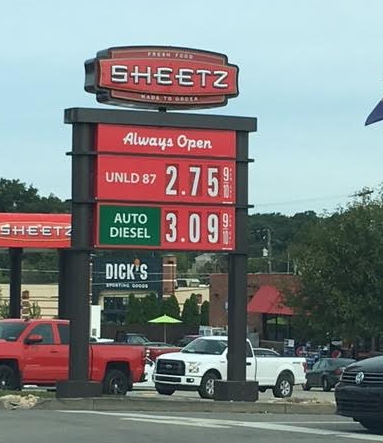 FRESH FOOD
SHEETZ
MADE TO ORDER
Always Open
UNLD 87 2.75 9/10
AUTO DIESEL 3.09 9/10
SHEETZ
DICK'S
SPORTING GOODS